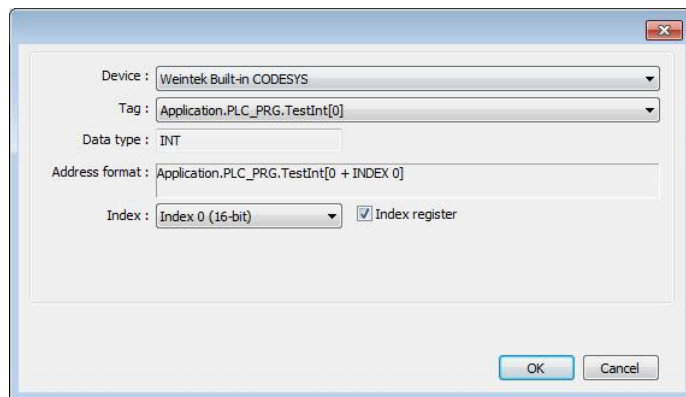 Device : Weintek Built-in CODESYS
Tag : Application.PLC_PRG.TestInt[0]
Data type : INT
Address format : Application.PLC_PRG.TestInt[0 + INDEX 0]
Index : Index 0 (16-bit) Index register
OK Cancel